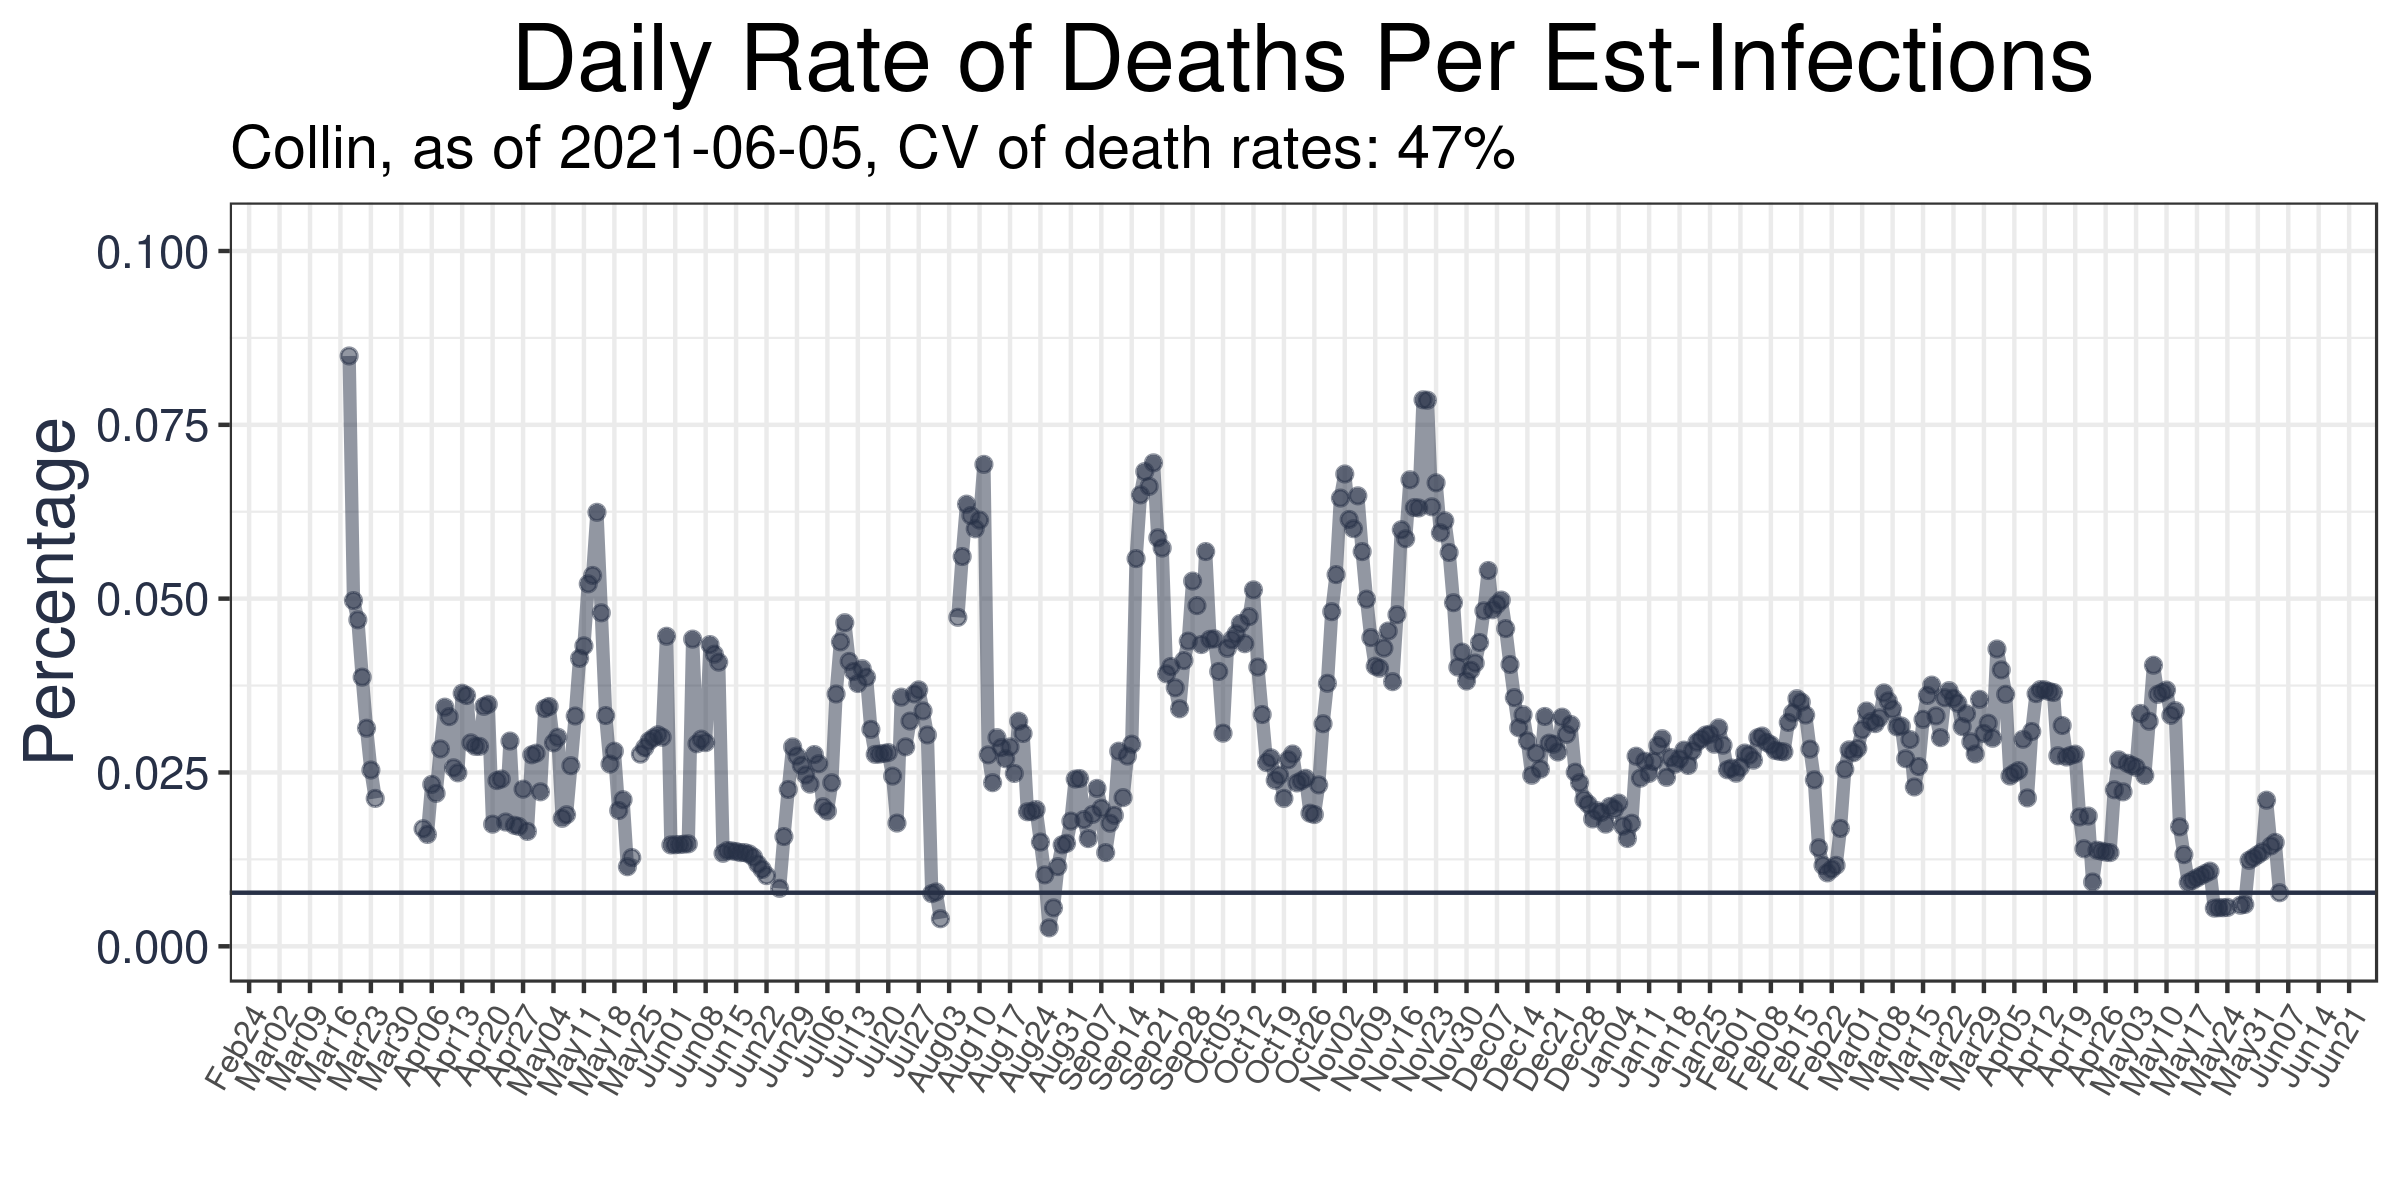 Daily Rate of Deaths Per Est-Infections
Collin, as of 2021-06-05, CV of death rates: 47%
Percentage
0.100
0.075
0.050
0.025
0.000
Feb24 Mar02 Mar09 Mar16 Mar23 Mar30 Apr06 Apr13 Apr20 Apr27 May04 May11 May18 May25 Jun01 Jun08 Jun15 Jun22 Jun29 Jul06 Jul13 Jul20 Jul27 Aug03 Aug10 Aug17 Aug24 Aug31 Sep07 Sep14 Sep21 Sep28 Oct05 Oct12 Oct19 Oct26 Nov02 Nov09 Nov16 Nov23 Nov30 Dec07 Dec14 Dec21 Dec28 Jan04 Jan11 Jan18 Jan25 Feb01 Feb08 Feb15 Feb22 Mar01 Mar08 Mar15 Mar22 Mar29 Apr05 Apr12 Apr19 Apr26 May03 May10 May17 May24 May31 Jun07 Jun14 Jun21